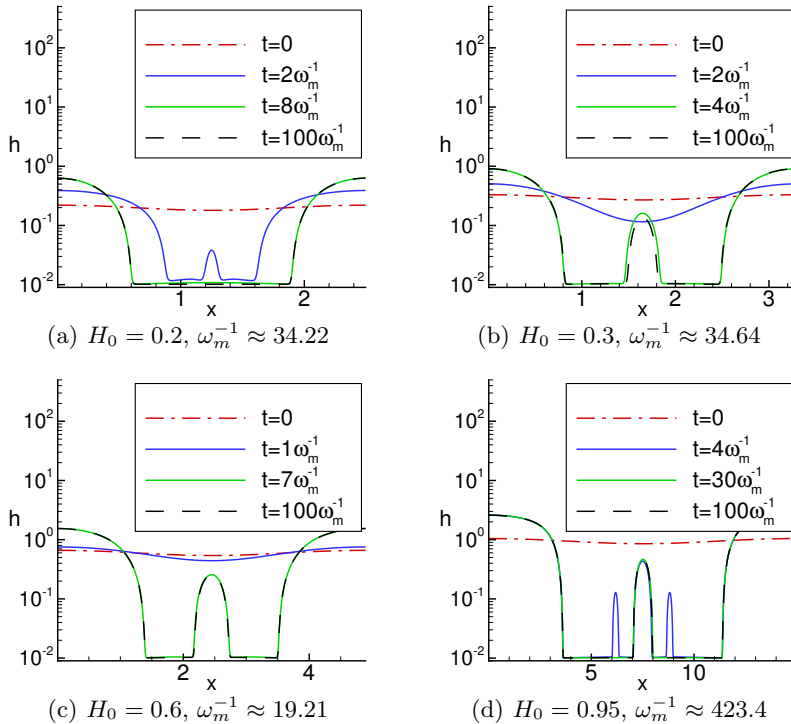 t=0
t=2ω_m^{-1}
t=8ω_m^{-1}
t=100ω_m^{-1}
10^2
10^1
h
10^0
10^{-1}
10^{-2}
1 2
x
(a) H_0 = 0.2, ω_m^{-1} ≈ 34.22
t=0
t=2ω_m^{-1}
t=4ω_m^{-1}
t=100ω_m^{-1}
10^2
10^1
h
10^0
10^{-1}
10^{-2}
1 2 3
x
(b) H_0 = 0.3, ω_m^{-1} ≈ 34.64
t=0
t=1ω_m^{-1}
t=7ω_m^{-1}
t=100ω_m^{-1}
10^2
10^1
h
10^0
10^{-1}
10^{-2}
2 4
x
(c) H_0 = 0.6, ω_m^{-1} ≈ 19.21
t=0
t=4ω_m^{-1}
t=30ω_m^{-1}
t=100ω_m^{-1}
10^2
10^1
h
10^0
10^{-1}
10^{-2}
5 10
x
(d) H_0 = 0.95, ω_m^{-1} ≈ 423.4